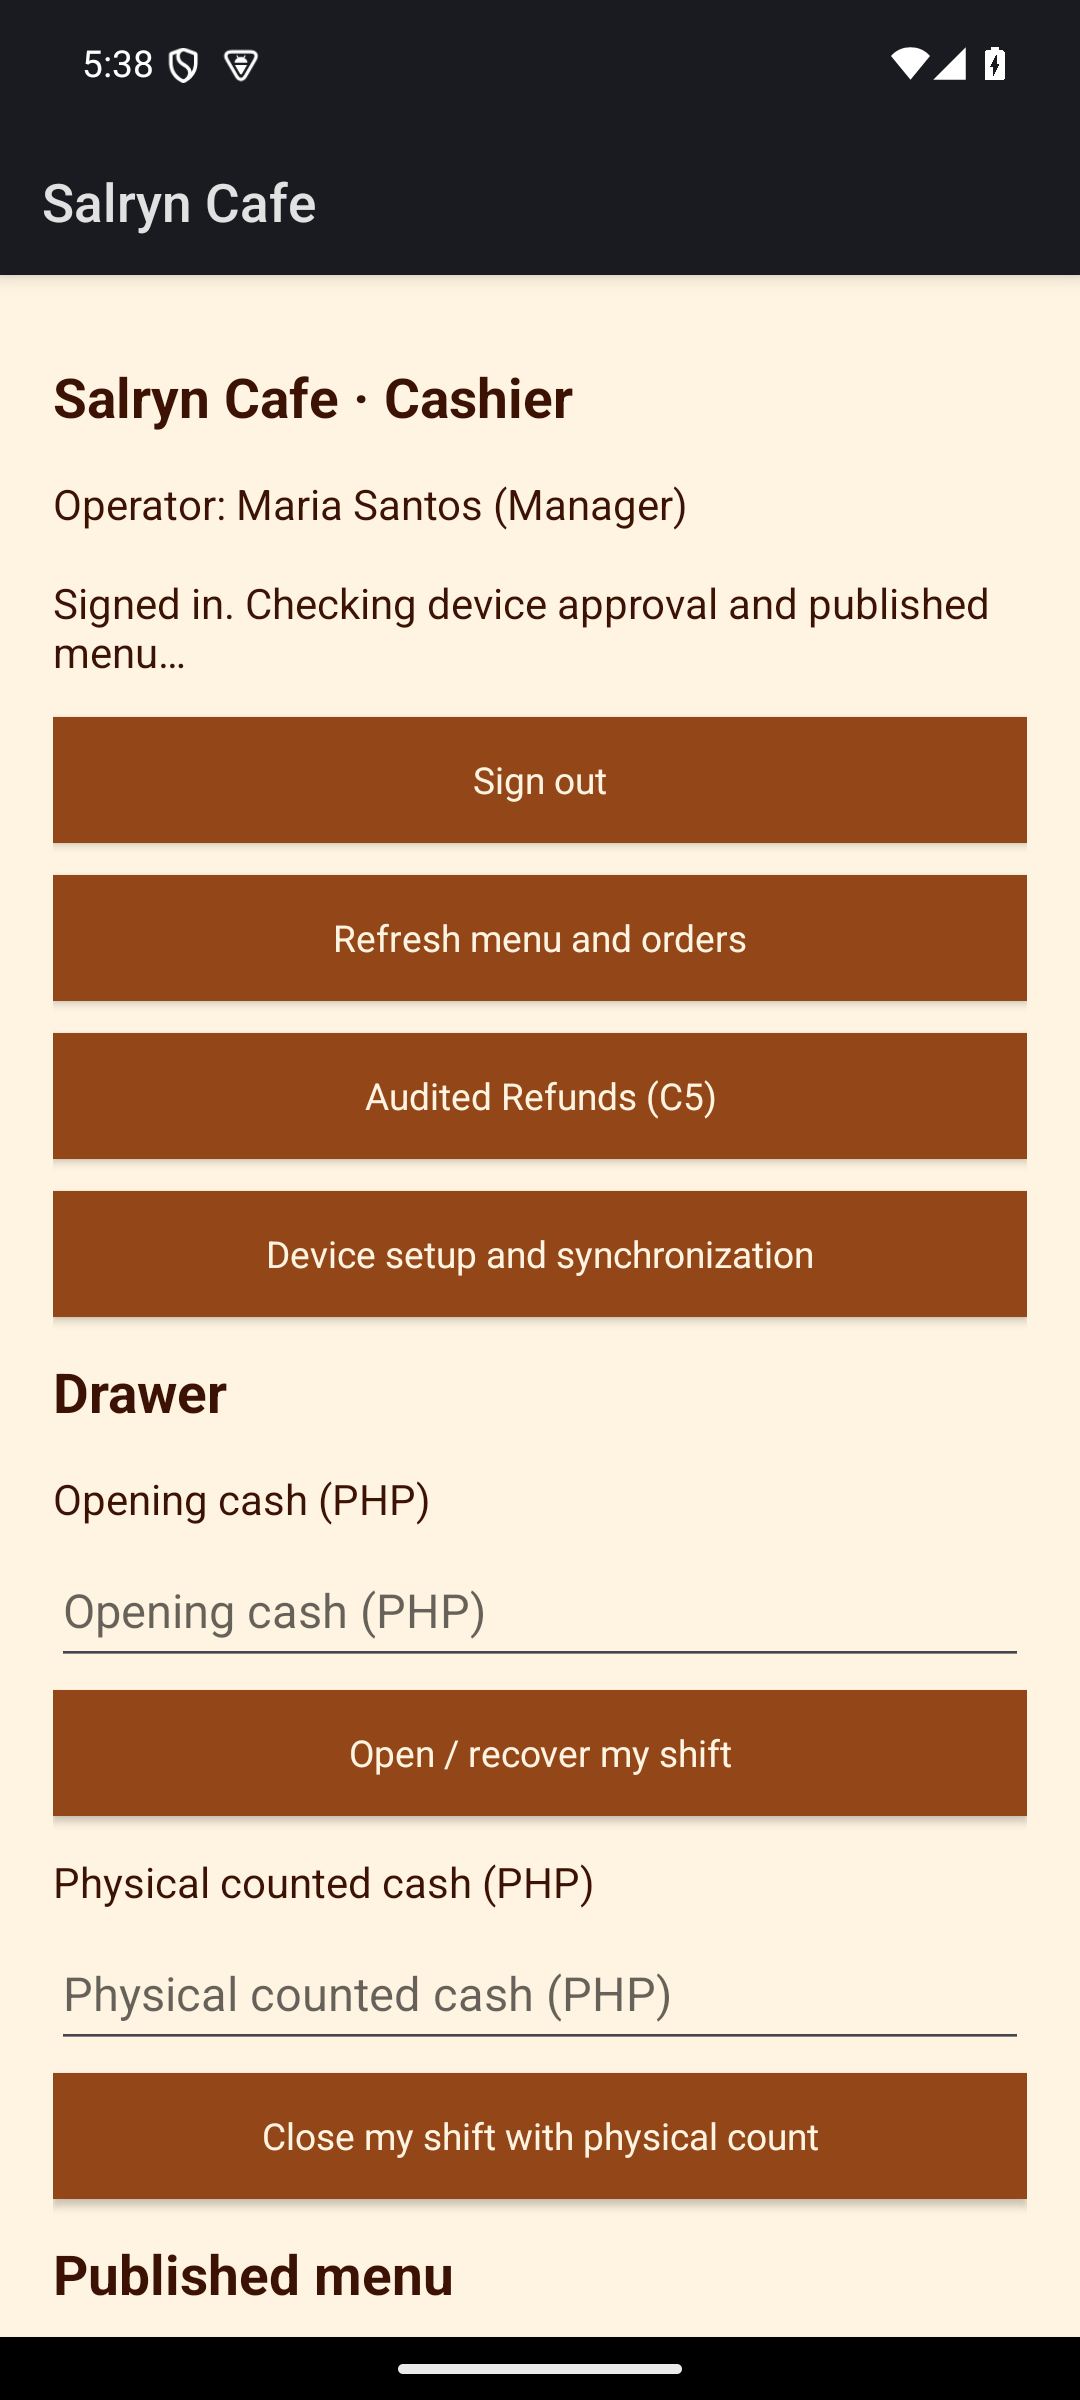 5:38
Salryn Cafe
Salryn Cafe · Cashier
Operator: Maria Santos (Manager)
Signed in. Checking device approval and published
menu…
Sign out
Refresh menu and orders
Audited Refunds (C5)
Device setup and synchronization
Drawer
Opening cash (PHP)
Opening cash (PHP)
Open / recover my shift
Physical counted cash (PHP)
Physical counted cash (PHP)
Close my shift with physical count
Published menu